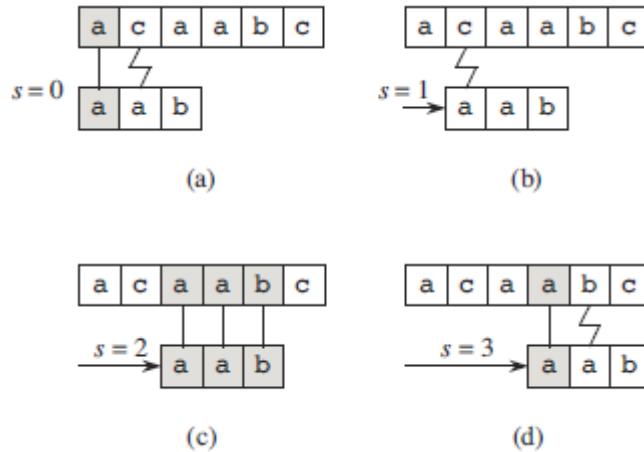 a c a a b c
s = 0
a a b
(a)
a c a a b c
s = 1
a a b
(b)
a c a a b c
s = 2
a a b
(c)
a c a a b c
s = 3
a a b
(d)